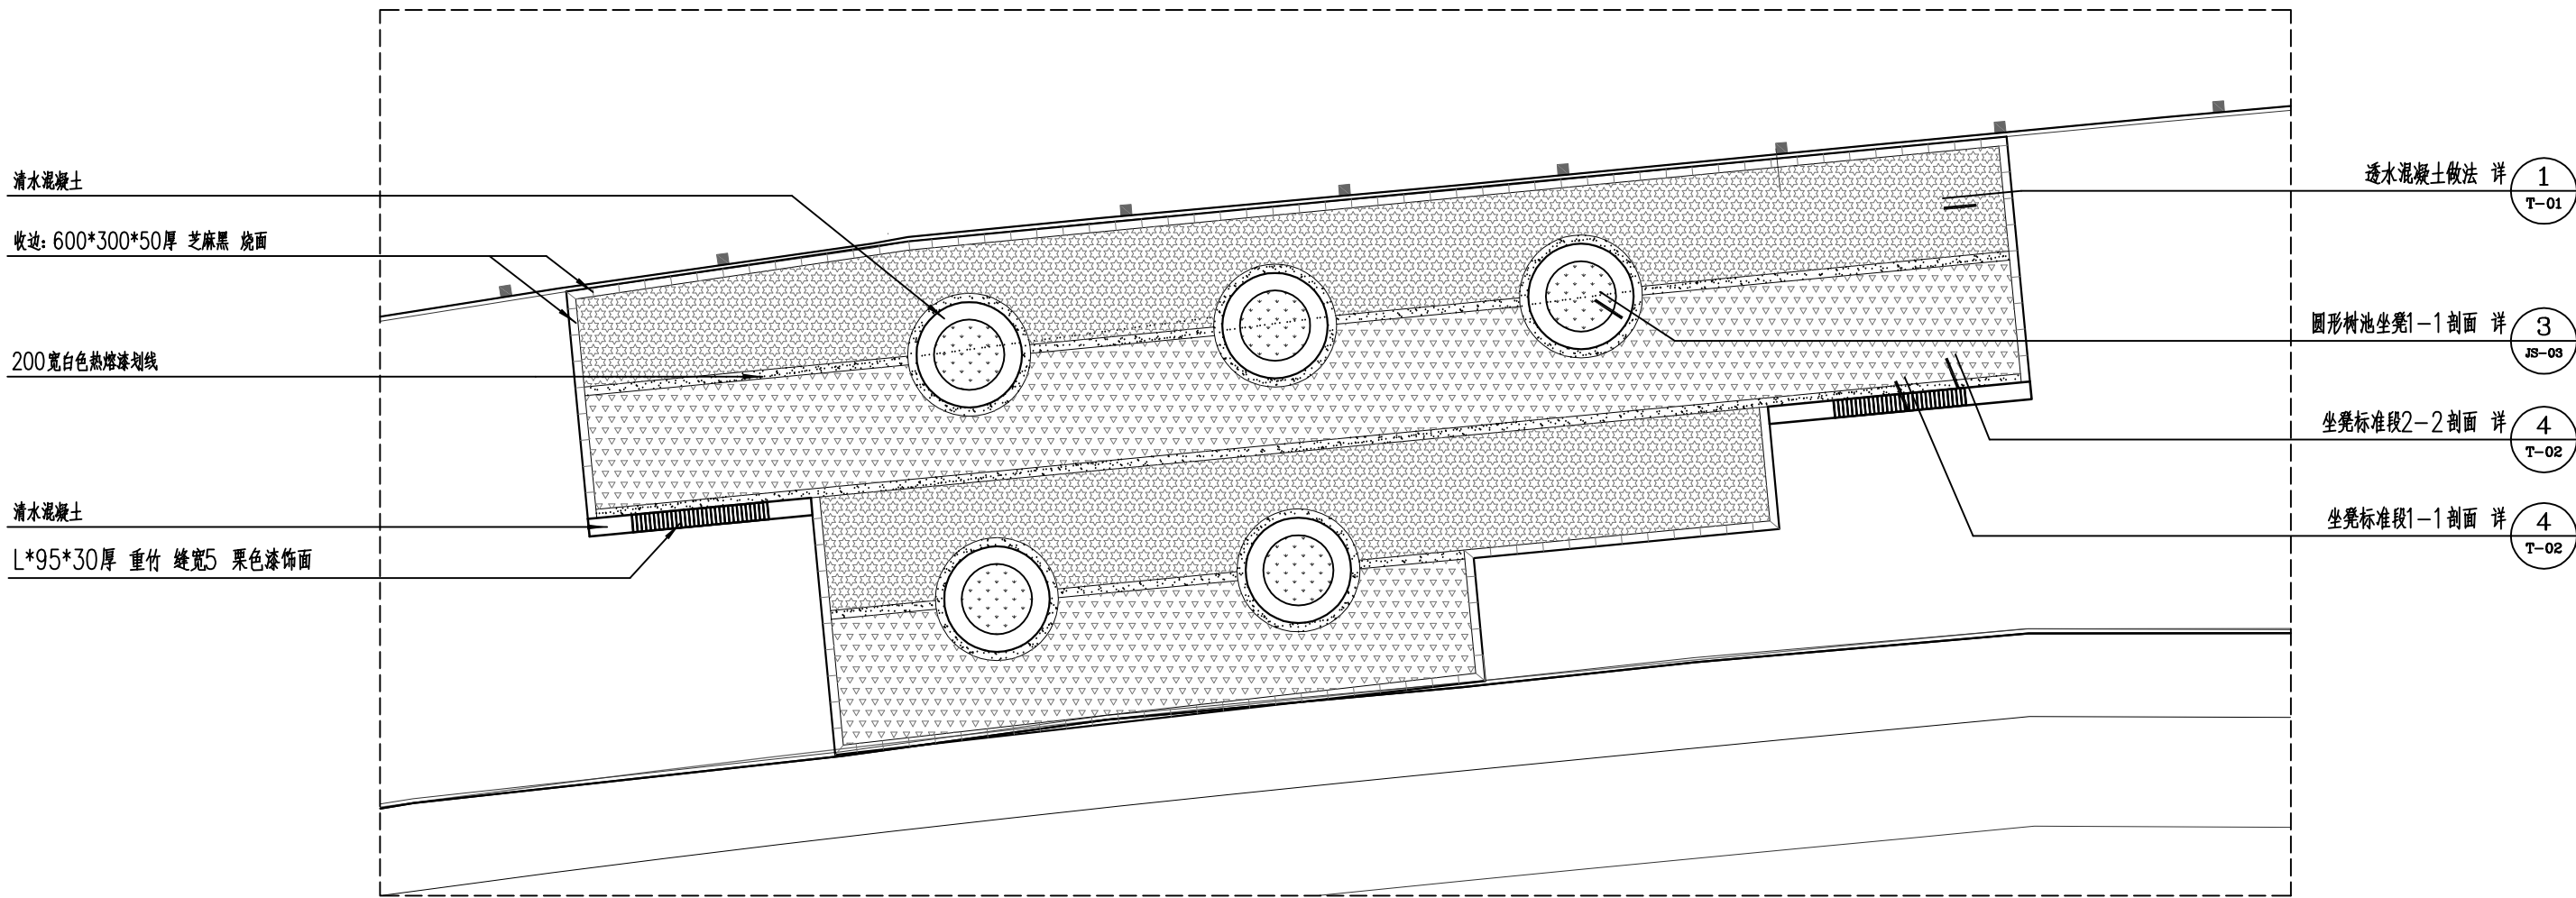 清水混凝土
收边: 600*300*50厚 芝麻黑 烧面
200宽白色热熔漆划线
清水混凝土
L*95*30厚 重竹 缝宽5 栗色漆饰面
透水混凝土做法 详 1
T-01
圆形树池坐凳1-1剖面 详 3
JS-03
坐凳标准段2-2剖面 详 4
T-02
坐凳标准段1-1剖面 详 4
T-02